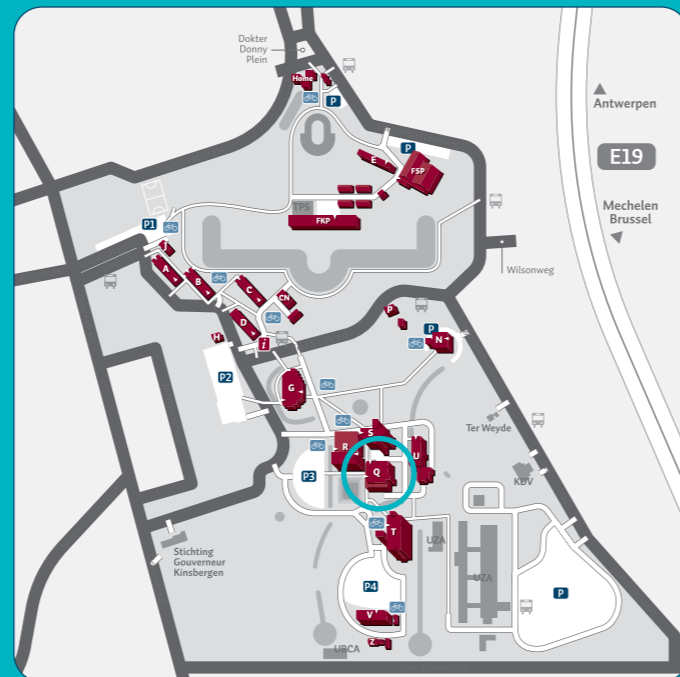 Dokter
Donny
Plein
Home
P
P
E
FSP
Antwerpen
E19
TPS
FKP
Mechelen
Brussel
P1
Wilsonweg
A
B
C
CN
D
P
P
N
H
i
P2
G
Ter Weyde
S
R
U
Q
P3
KDV
T
UZA
UZA
Stichting
Gouverneur
Kinsbergen
P4
P
V
Z
UBCA